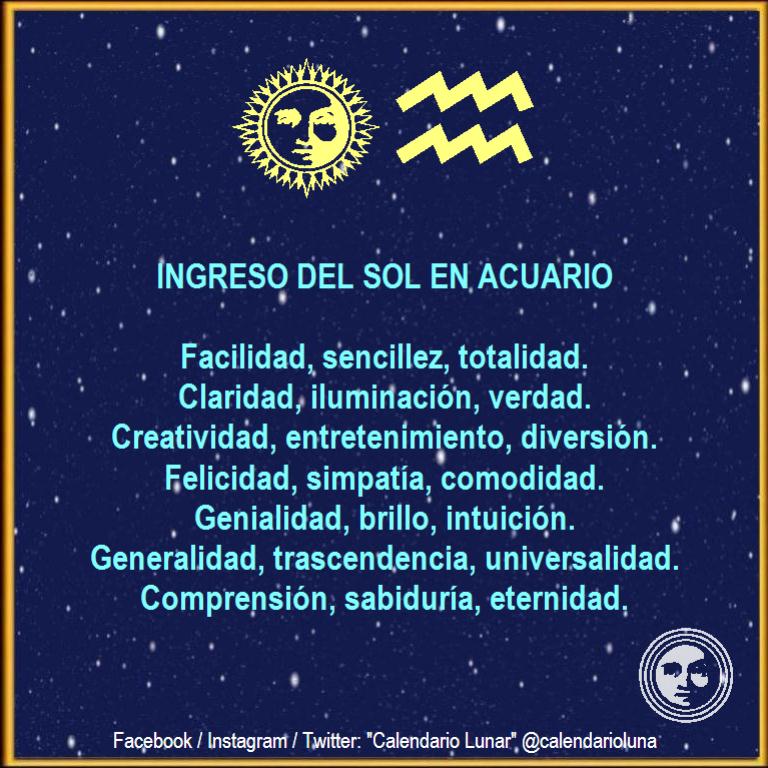 INGRESO DEL SOL EN ACUARIO
Facilidad, sencillez, totalidad.
Claridad, iluminación, verdad.
Creatividad, entretenimiento, diversión.
Felicidad, simpatía, comodidad.
Genialidad, brillo, intuición.
Generalidad, trascendencia, universalidad.
Comprensión, sabiduría, eternidad.
Facebook / Instagram / Twitter: "Calendario Lunar" @calendarioluna